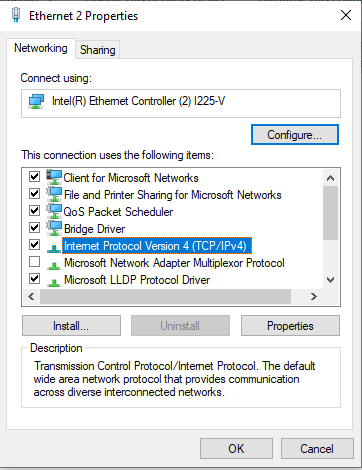 Ethernet 2 Properties
Networking
Sharing
Connect using:
Intel(R) Ethernet Controller (2) I225-V
Configure...
This connection uses the following items:
Client for Microsoft Networks
File and Printer Sharing for Microsoft Networks
QoS Packet Scheduler
Bridge Driver
Internet Protocol Version 4 (TCP/IPv4)
Microsoft Network Adapter Multiplexor Protocol
Microsoft LLDP Protocol Driver
Install...
Uninstall
Properties
Description
Transmission Control Protocol/Internet Protocol. The default
wide area network protocol that provides communication
across diverse interconnected networks.
OK
Cancel